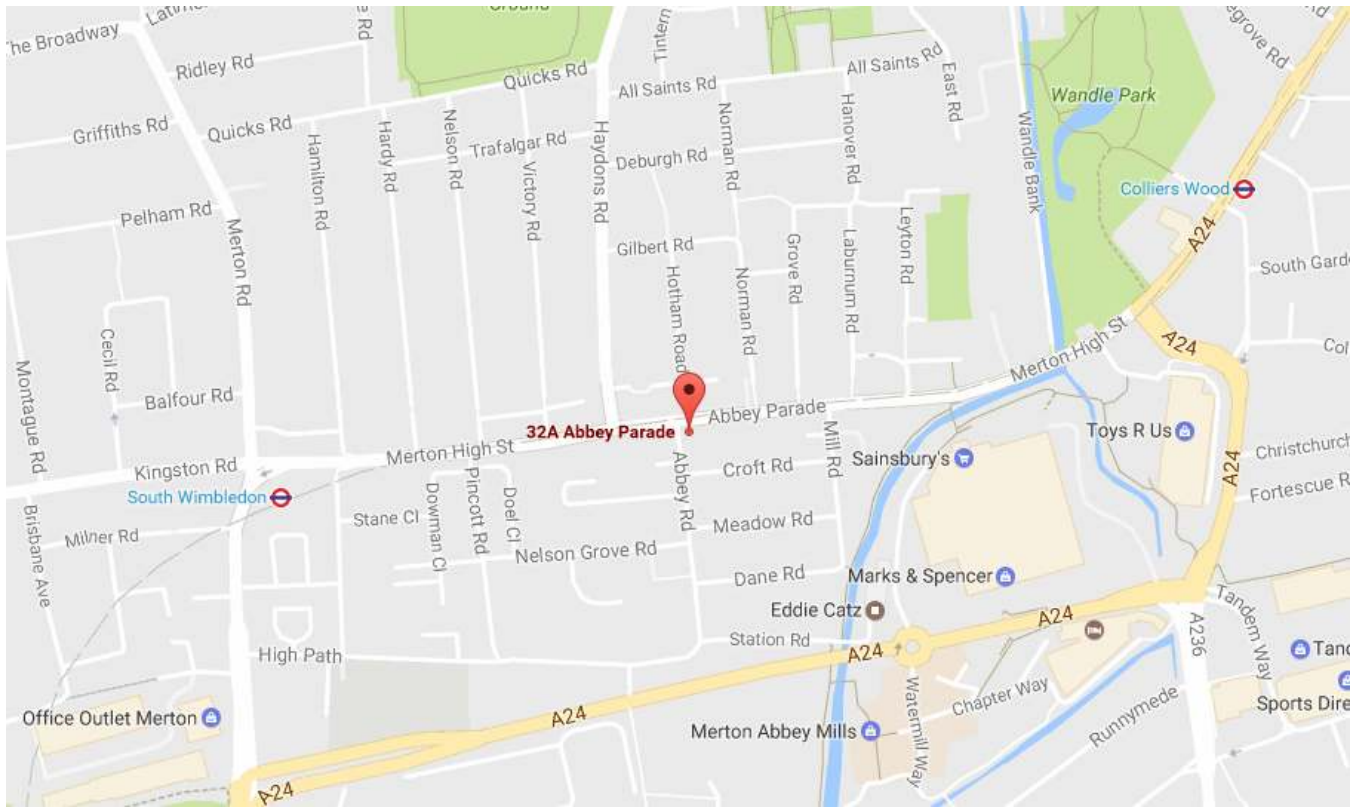 The Broadway
Ground
Ridley Rd
Quicks Rd
Tintern
All Saints Rd
All Saints Rd
East Rd
Wandle Park
Griffiths Rd
Quicks Rd
Hamilton Rd
Hardy Rd
Nelson Rd
Trafalgar Rd
Victory Rd
Haydons Rd
Deburgh Rd
Norman Rd
Hanover Rd
Wandle Bank
Colliers Wood
Pelham Rd
Merton Rd
Gilbert Rd
Hotham Road
Norman Rd
Grove Rd
Laburnum Rd
Leyton Rd
A24
South Gard
Cecil Rd
Montague Rd
Balfour Rd
Merton High St
A24
Col
32A Abbey Parade
Abbey Parade
Toys R Us
Kingston Rd
Merton High St
Mill Rd
Sainsbury's
A24
Christchurch
South Wimbledon
Croft Rd
Abbey Rd
Fortescue R
Brisbane Ave
Milner Rd
Stane Cl
Dowman Cl
Pincott Rd
Doel Cl
Meadow Rd
Nelson Grove Rd
Dane Rd
Marks & Spencer
Eddie Catz
A24
Tandem Way
A236
Station Rd
A24
High Path
Tand
Office Outlet Merton
A24
Merton Abbey Mills
Watermill Way
Chapter Way
Runnymede
Sports Dire
A24